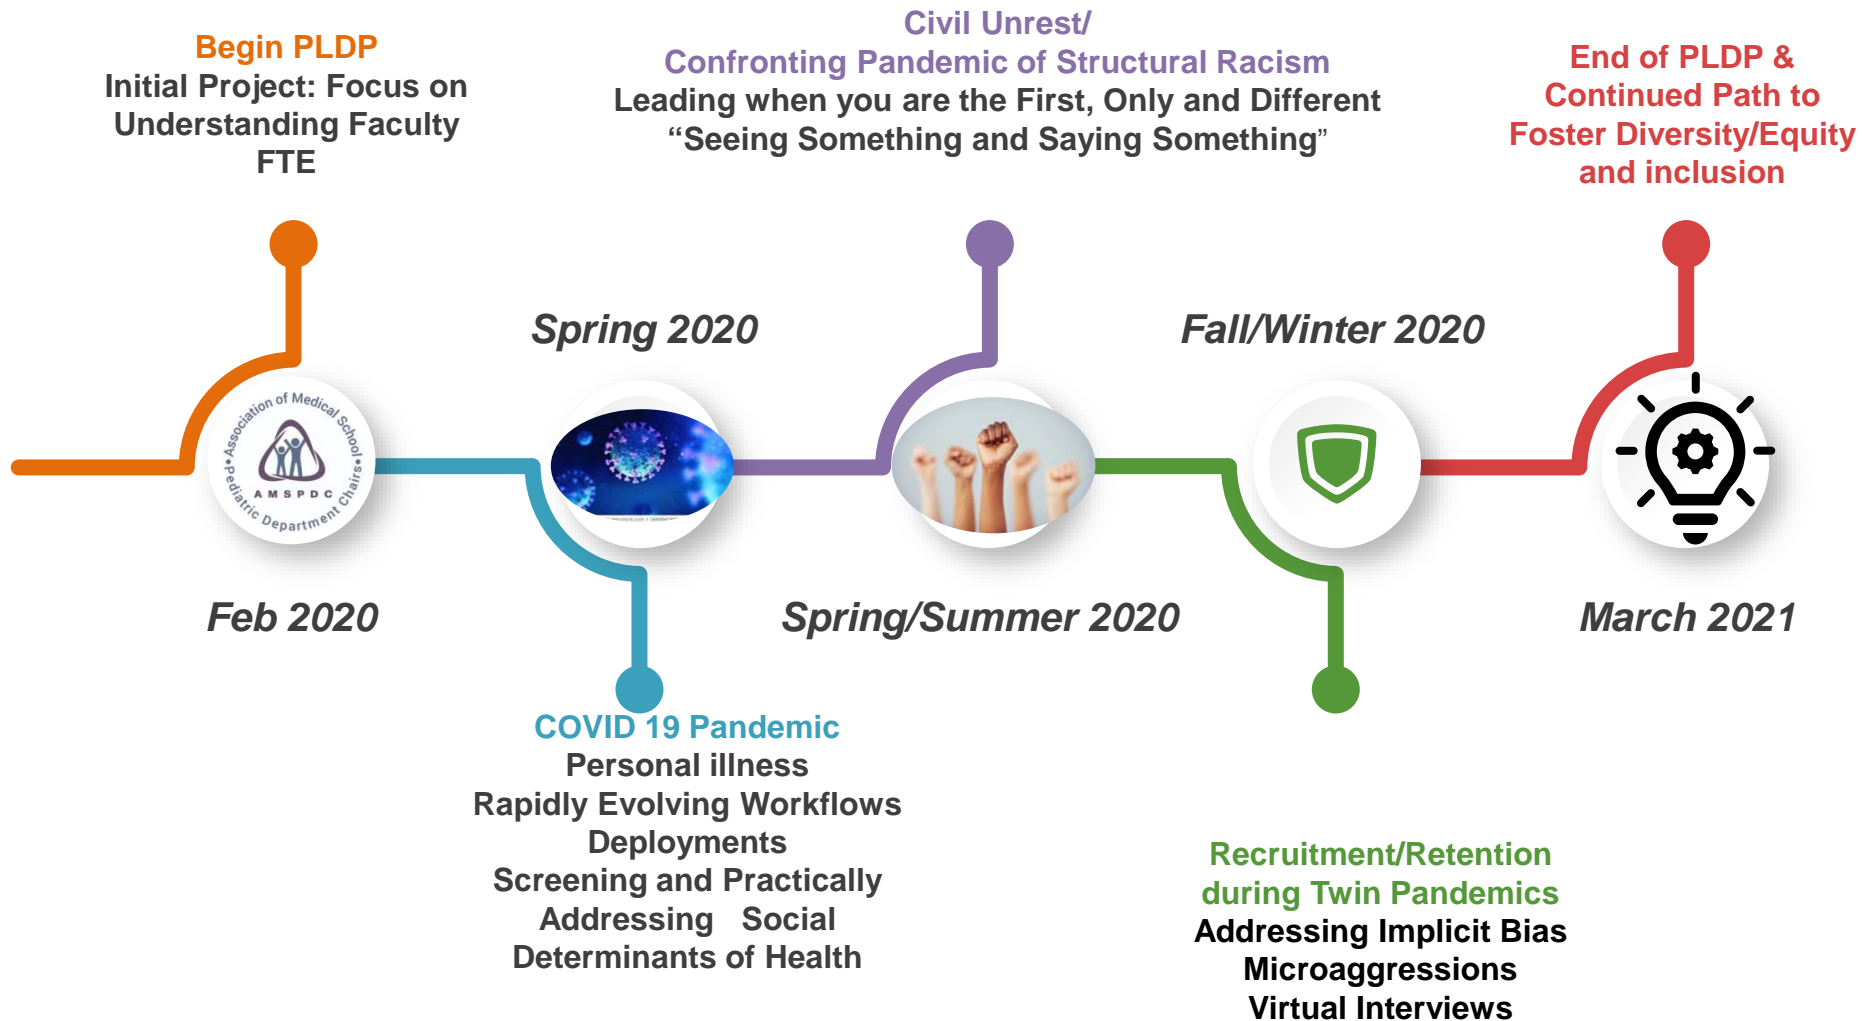 Begin PLDP
Initial Project: Focus on
Understanding Faculty
FTE
Civil Unrest/
Confronting Pandemic of Structural Racism
Leading when you are the First, Only and Different
“Seeing Something and Saying Something”
End of PLDP &
Continued Path to
Foster Diversity/Equity
and inclusion
Spring 2020
Fall/Winter 2020
•Association of Medical School•
Pediatric Department Chairs
AMSPDC
Feb 2020
Spring/Summer 2020
March 2021
COVID 19 Pandemic
Personal illness
Rapidly Evolving Workflows
Deployments
Screening and Practically
Addressing Social
Determinants of Health
Recruitment/Retention
during Twin Pandemics
Addressing Implicit Bias
Microaggressions
Virtual Interviews